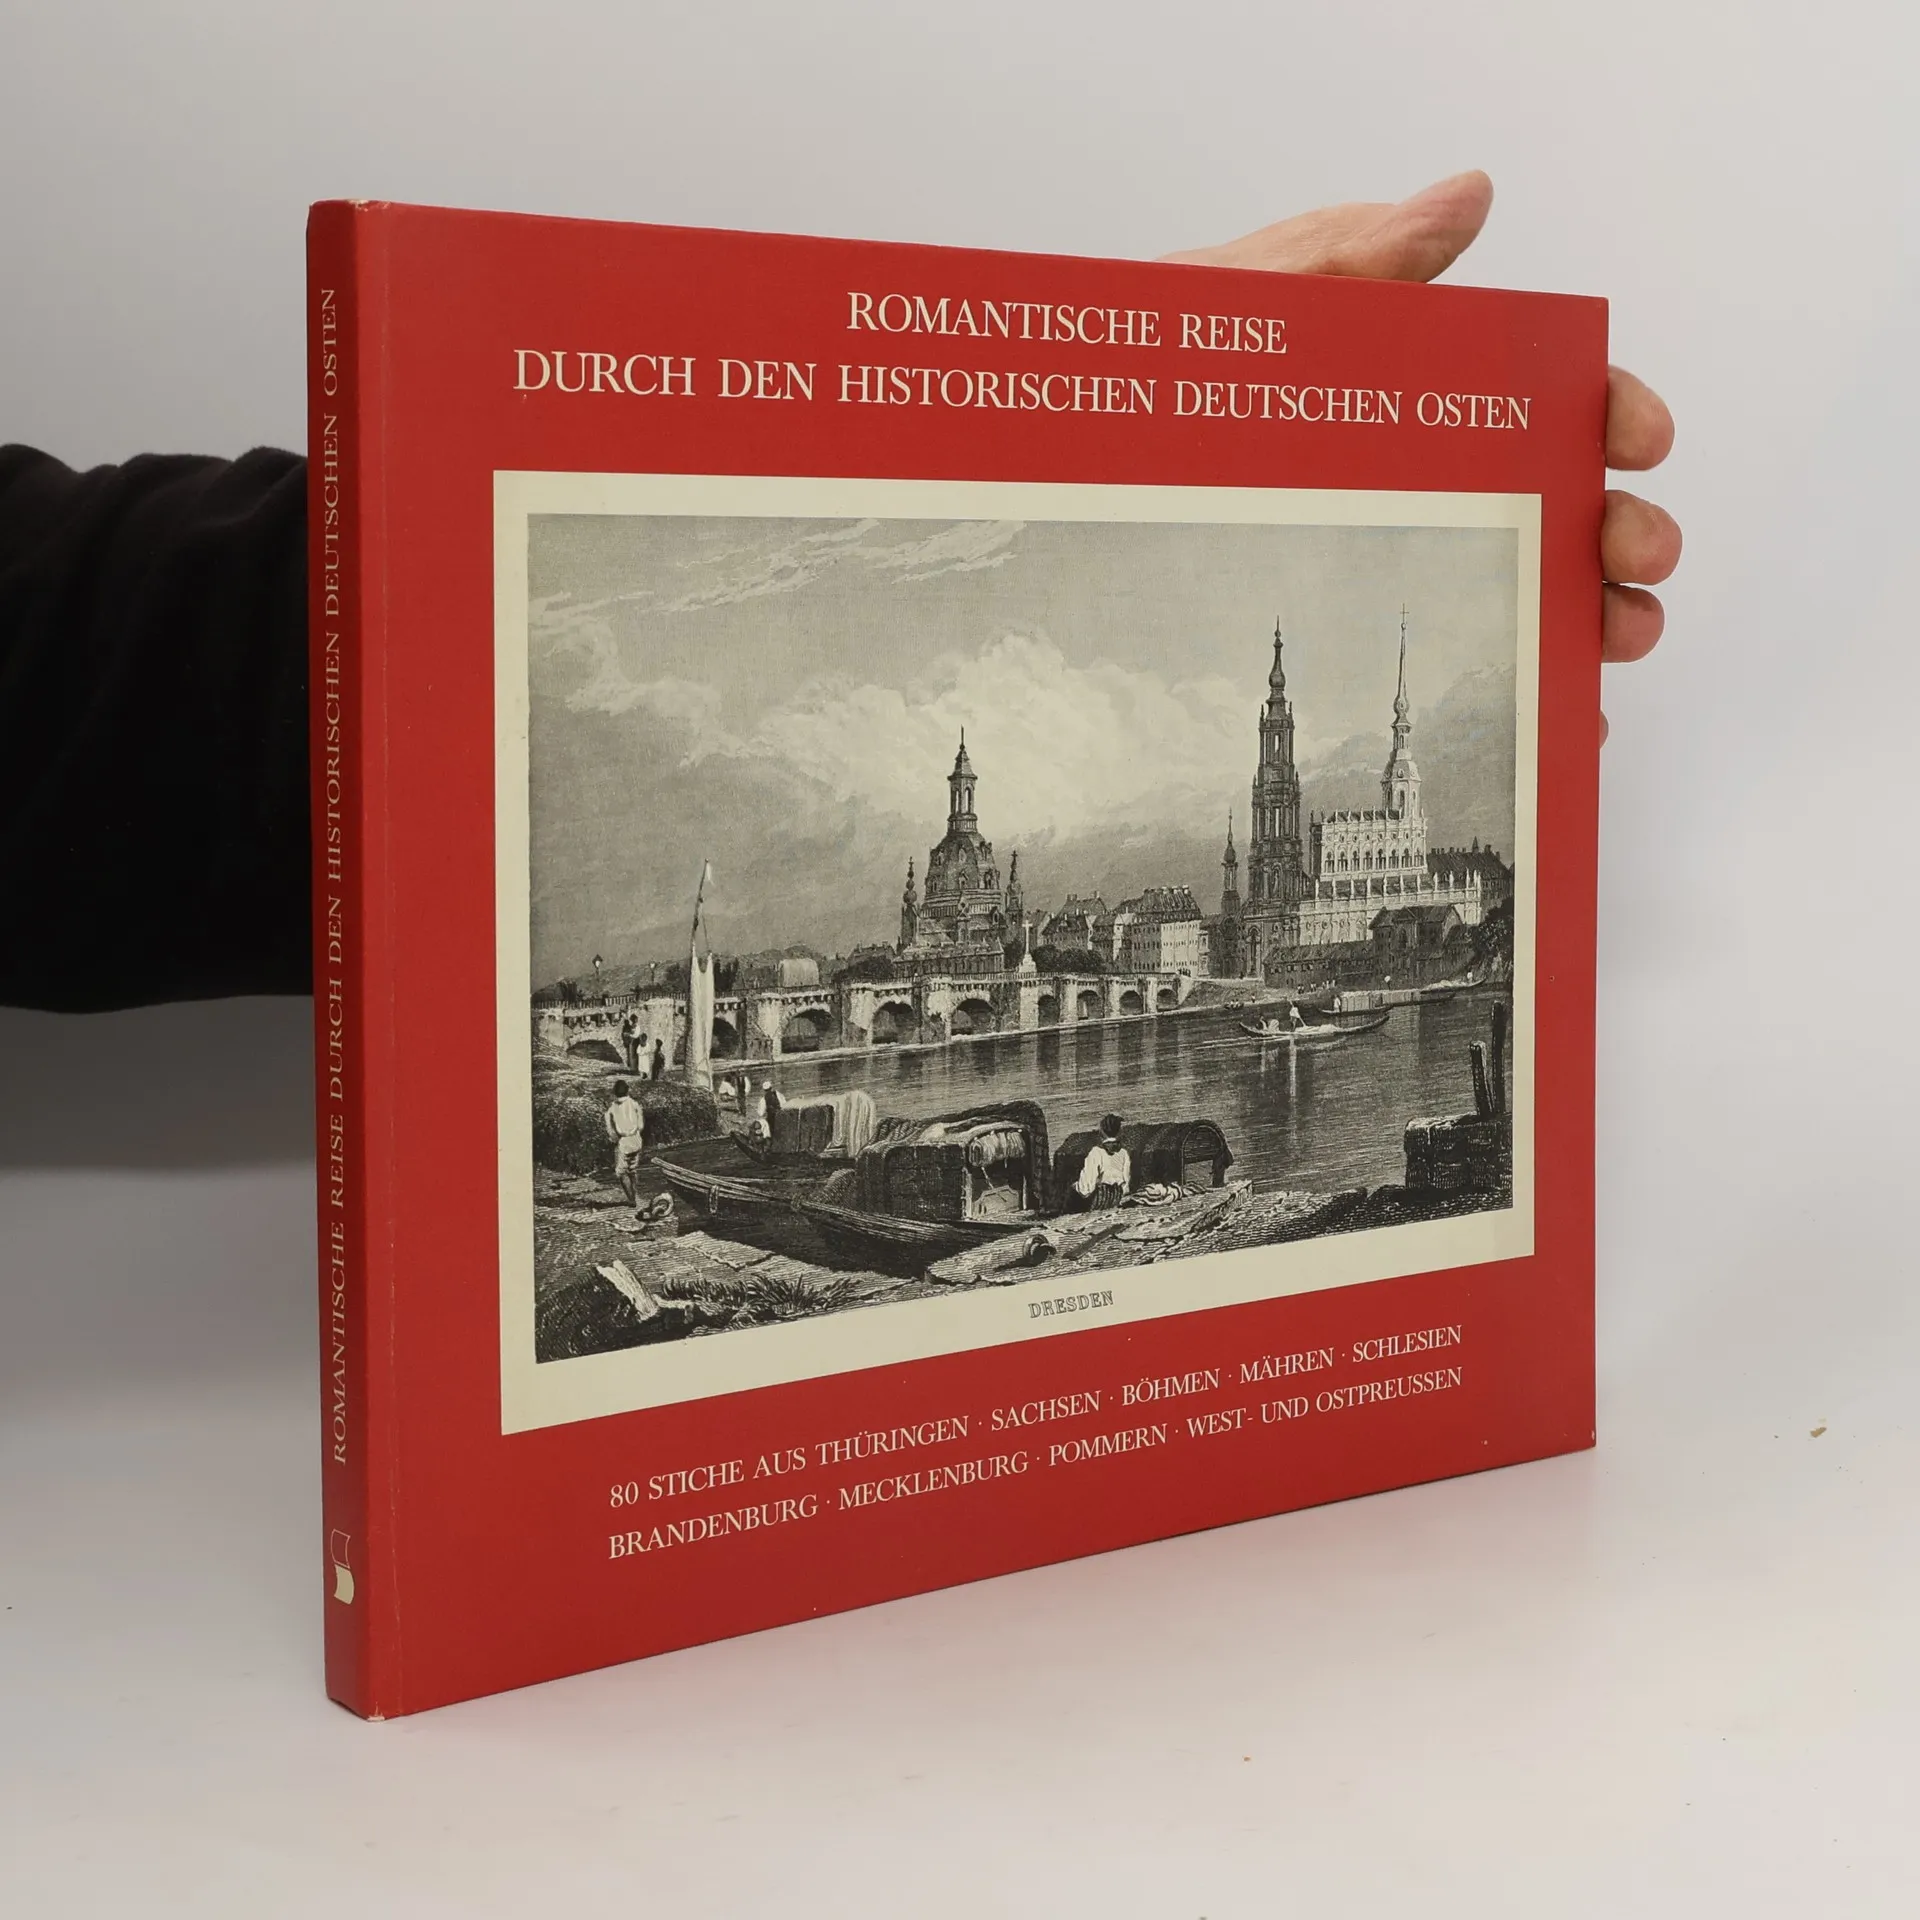 ROMANTISCHE REISE
DURCH DEN HISTORISCHEN DEUTSCHEN OSTEN
DRESDEN
80 STICHE AUS THÜRINGEN · SACHSEN · BÖHMEN · MÄHREN · SCHLESIEN
BRANDENBURG · MECKLENBURG · POMMERN · WEST- UND OSTPREUSSEN
ROMANTISCHE REISE DURCH DEN HISTORISCHEN DEUTSCHEN OSTEN